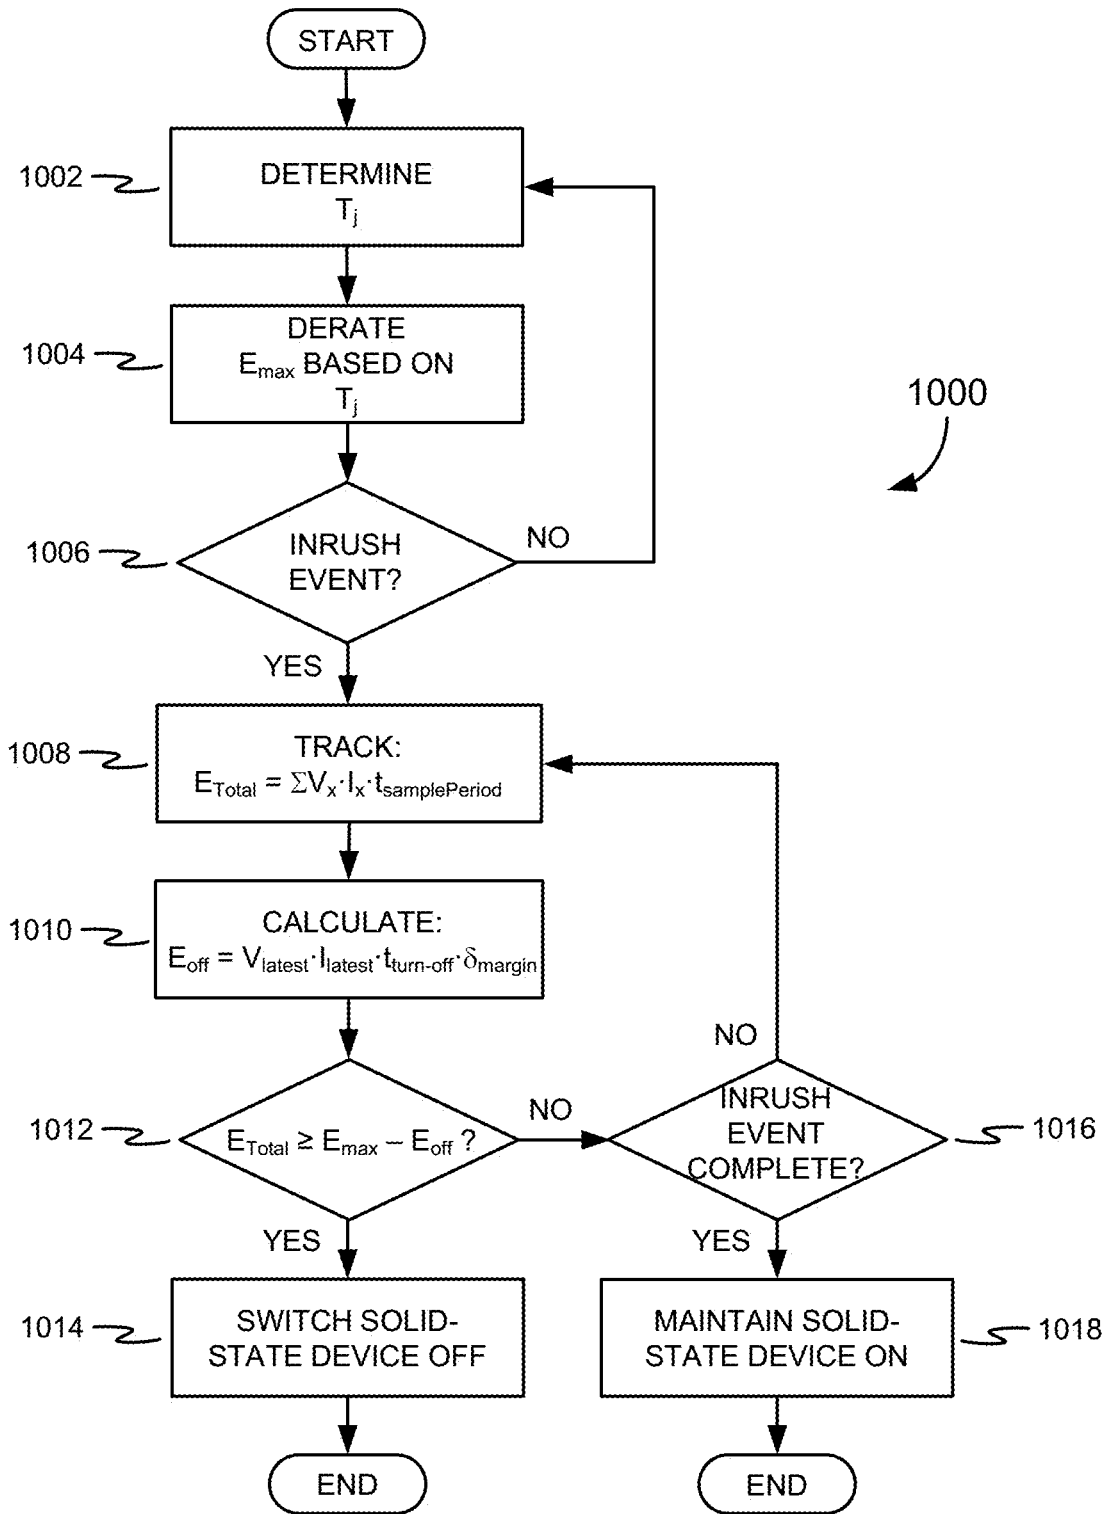 START
1002
DETERMINE
Tj
1004
DERATE
Emax BASED ON
Tj
1000
1006
INRUSH
EVENT?
NO
YES
1008
TRACK:
ETotal = ΣVx·Ix·tsamplePeriod
1010
CALCULATE:
Eoff = Vlatest·Ilatest·tturn-off·δmargin
NO
1012
ETotal ≥ Emax – Eoff ?
NO
INRUSH
EVENT
COMPLETE?
1016
YES
YES
1014
SWITCH SOLID-
STATE DEVICE OFF
MAINTAIN SOLID-
STATE DEVICE ON
1018
END
END